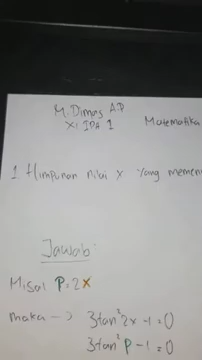 M. Dimas A.P
XI IPA 1
Matematika
1 Himpunan nilai x yang memen
Jawab:
Misal P = 2x
maka -> 3tan²2x - 1 = 0
3tan²P - 1 = 0